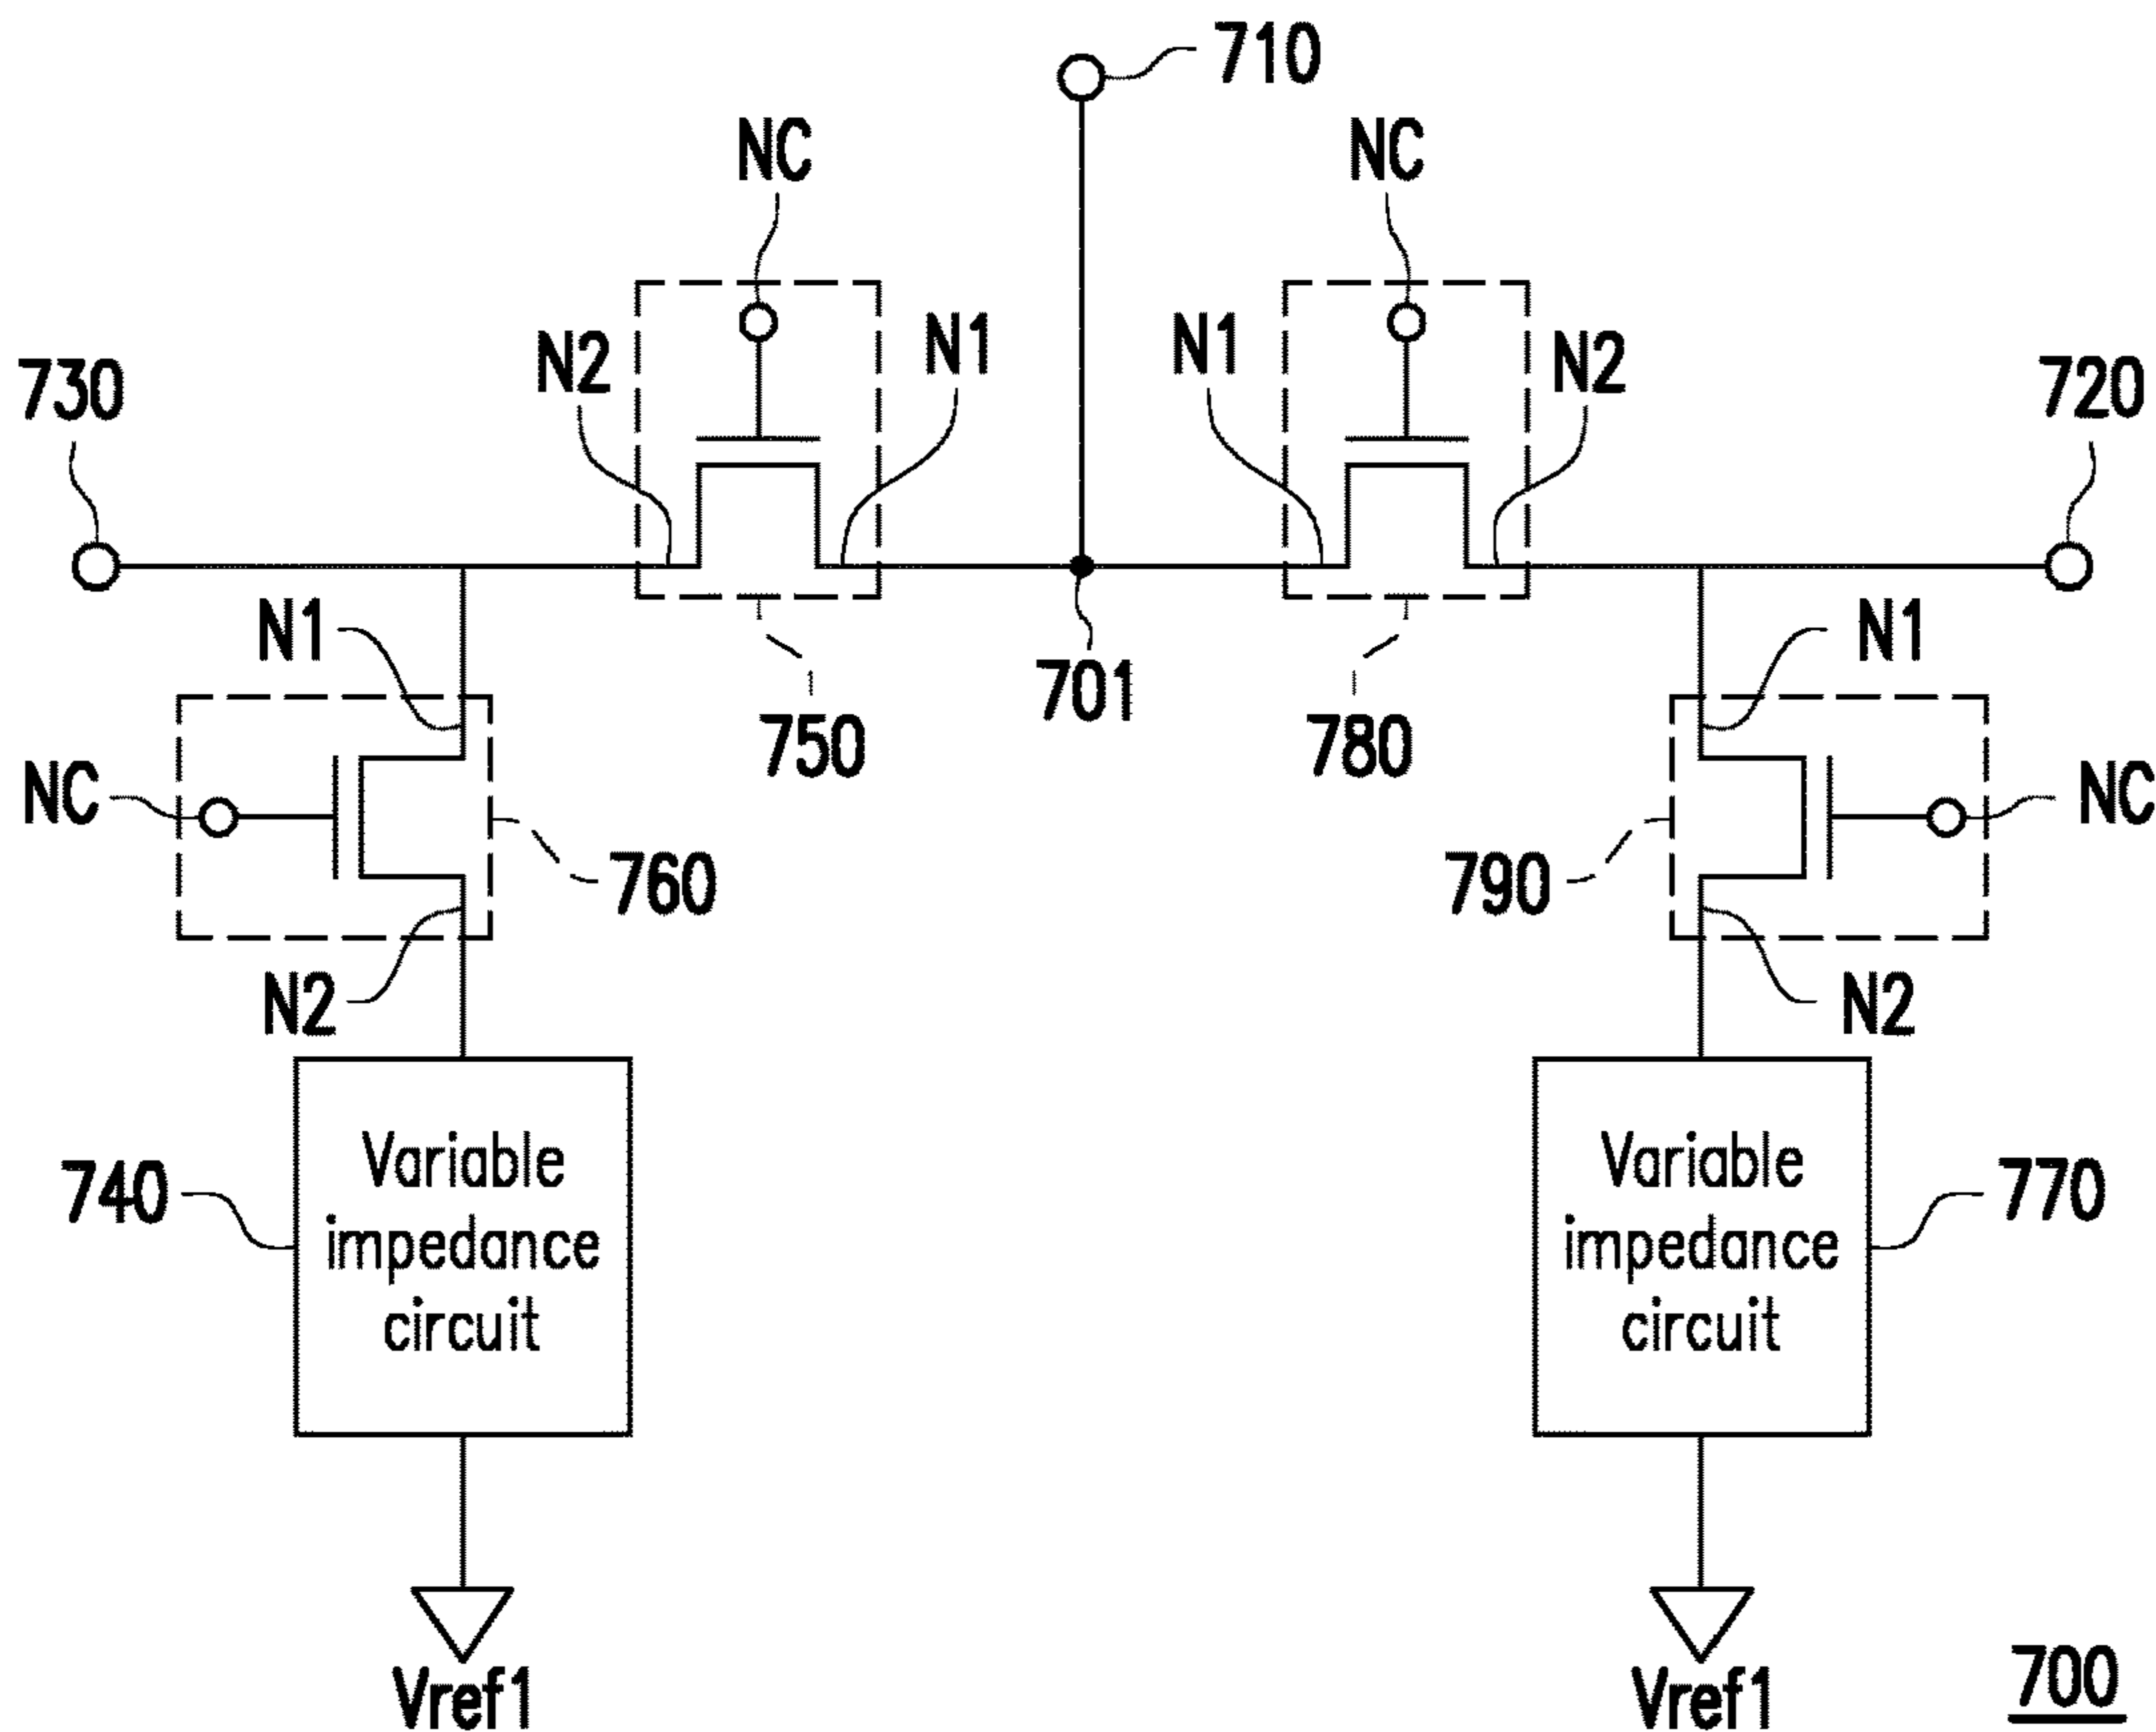 710
NC
NC
N2
N1
N1
N2
730
720
N1
N1
701
750
780
NC
NC
760
790
N2
N2
Variable
impedance
circuit
740
Variable
impedance
circuit
770
Vref1
Vref1
700